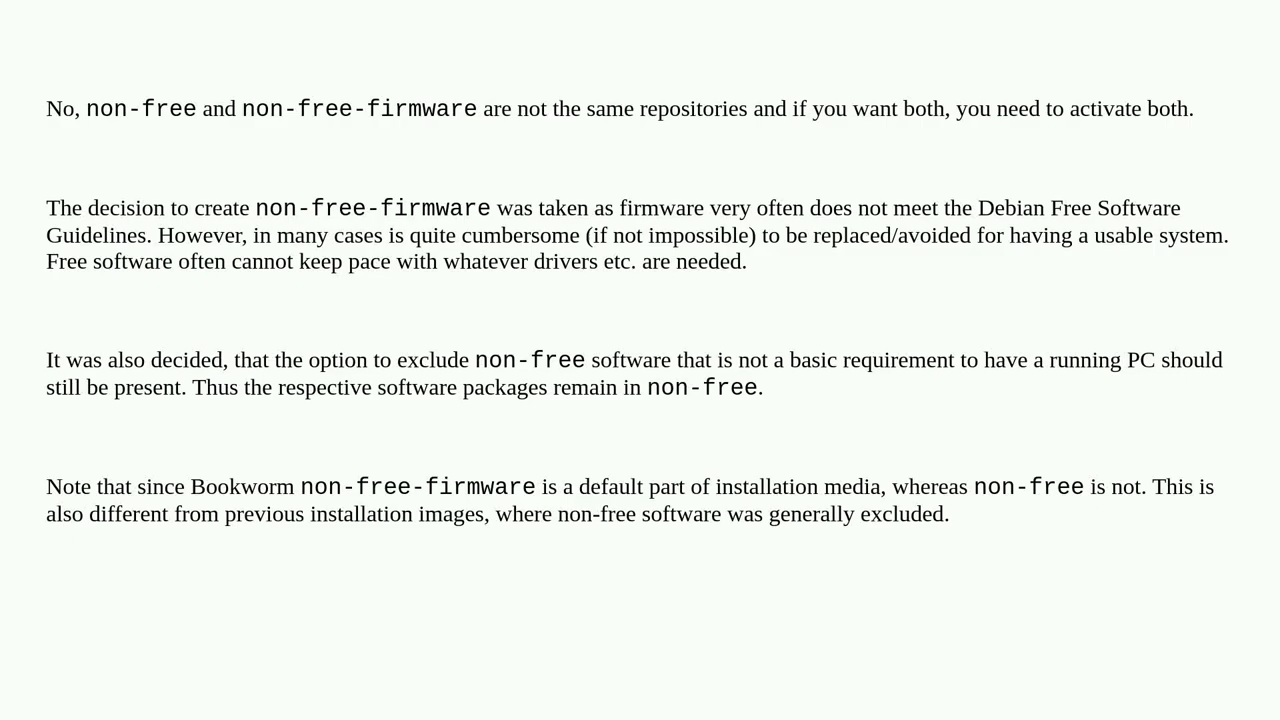 No, non-free and non-free-firmware are not the same repositories and if you want both, you need to activate both.
The decision to create non-free-firmware was taken as firmware very often does not meet the Debian Free Software
Guidelines. However, in many cases is quite cumbersome (if not impossible) to be replaced/avoided for having a usable system.
Free software often cannot keep pace with whatever drivers etc. are needed.
It was also decided, that the option to exclude non-free software that is not a basic requirement to have a running PC should
still be present. Thus the respective software packages remain in non-free.
Note that since Bookworm non-free-firmware is a default part of installation media, whereas non-free is not. This is
also different from previous installation images, where non-free software was generally excluded.